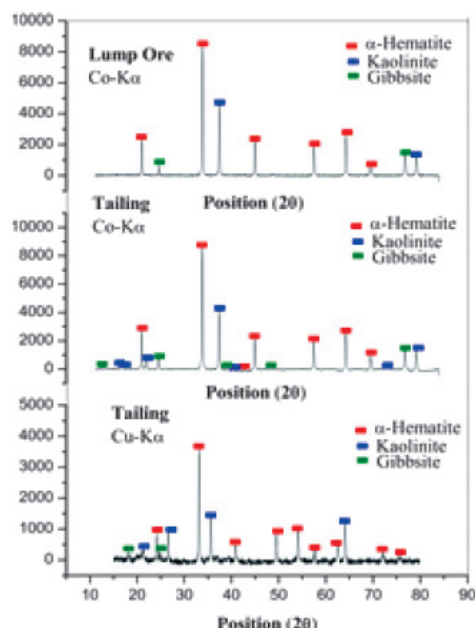 10000
8000
6000
4000
2000
0
Lump Ore
Co-Kα
α-Hematite
Kaolinite
Gibbsite
Position (2θ)
10000
8000
6000
4000
2000
0
Tailing
Co-Kα
α-Hematite
Kaolinite
Gibbsite
Position (2θ)
5000
4000
3000
2000
1000
0
Tailing
Cu-Kα
α-Hematite
Kaolinite
Gibbsite
10 20 30 40 50 60 70 80 90
Position (2θ)